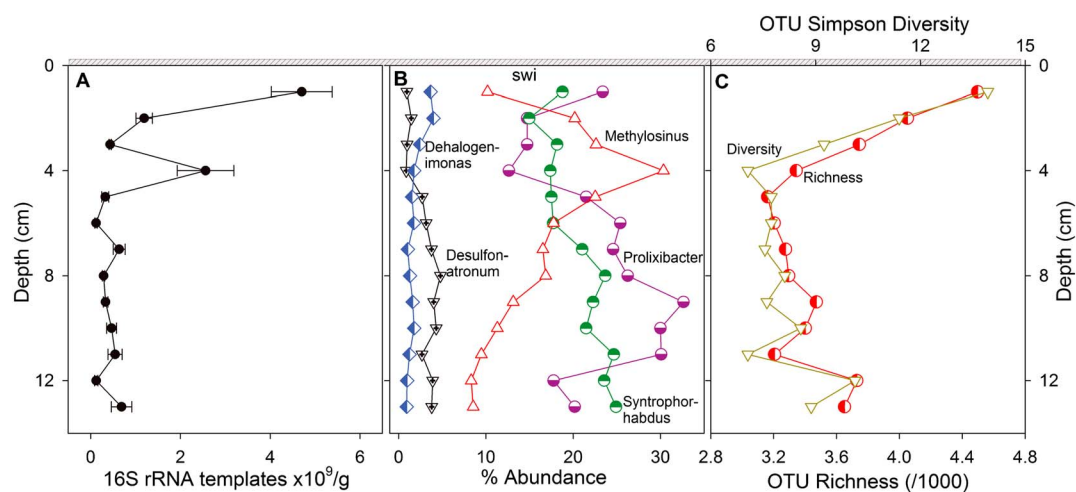 OTU Simpson Diversity
6 9 12 15
0 A B swi C 0
Dehalogen-
imonas
Methylosinus
Diversity
Richness
4 4
Desulfon-
atronum
Prolixibacter
8 8
12 12
Syntrophor-
habdus
Depth (cm)
Depth (cm)
0 2 4 6 0 10 20 30 2.8 3.2 3.6 4.0 4.4 4.8
16S rRNA templates x10⁹/g % Abundance OTU Richness (/1000)